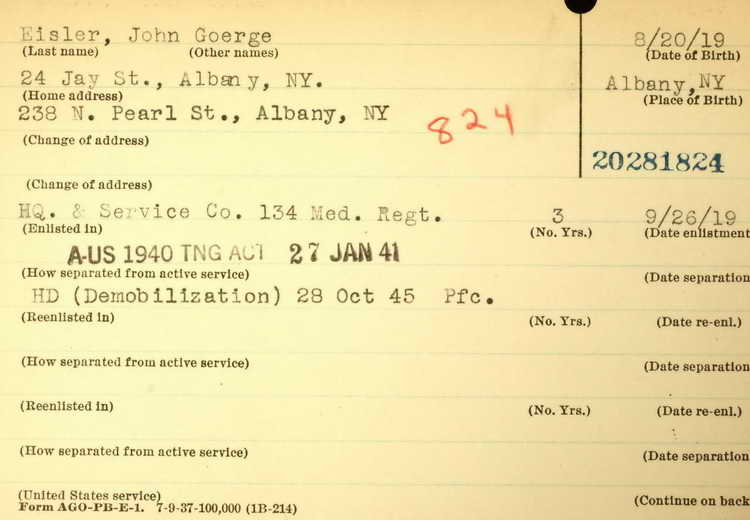 Eisler, John Goerge 8/20/19
(Last name) (Other names) (Date of Birth)
24 Jay St., Albany, NY. Albany, NY
(Home address) (Place of Birth)
238 N. Pearl St., Albany, NY 824
(Change of address)
20281824
(Change of address)
HQ. & Service Co. 134 Med. Regt. 3 9/26/19
(Enlisted in) (No. Yrs.) (Date enlistment
A-US 1940 TNG ACT 27 JAN 41
(How separated from active service) (Date separation
HD (Demobilization) 28 Oct 45 Pfc.
(Reenlisted in) (No. Yrs.) (Date re-enl.)
(How separated from active service) (Date separation
(Reenlisted in) (No. Yrs.) (Date re-enl.)
(How separated from active service) (Date separation
(United States service) (Continue on back
Form AGO-PB-E-1. 7-9-37-100,000 (1B-214)